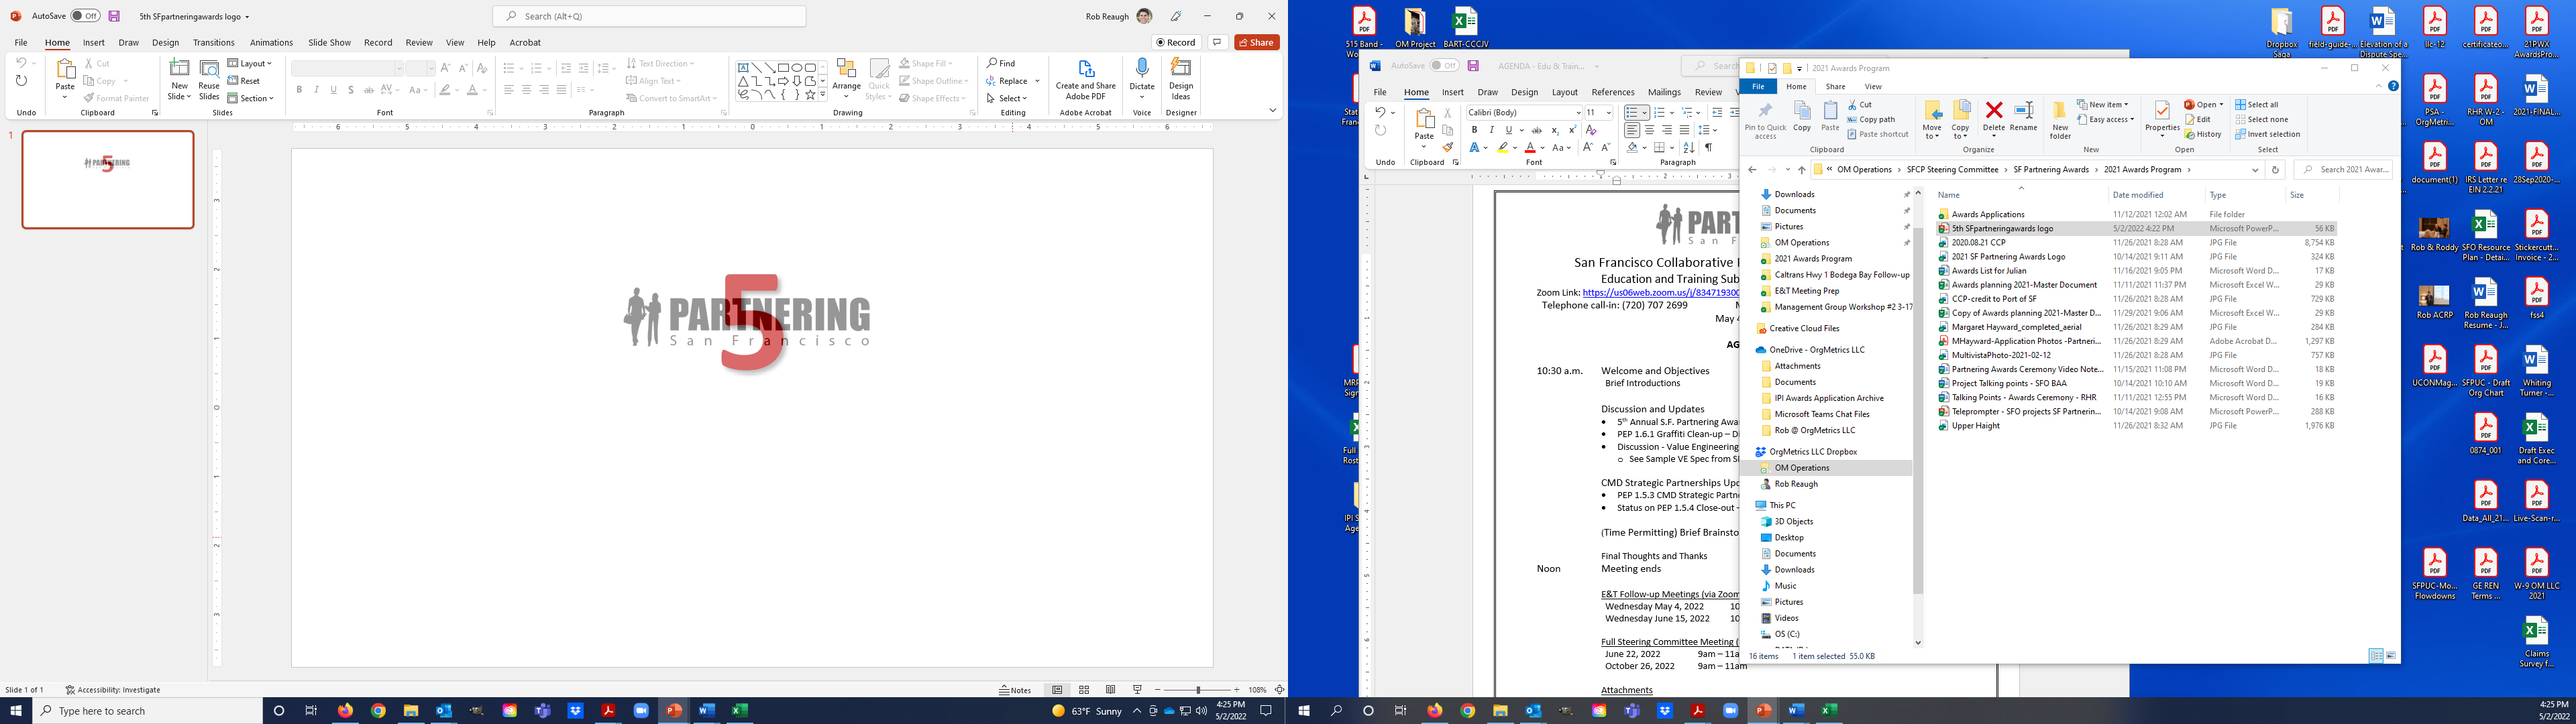 AutoSave Off 5th SFpartneringawards logo Search (Alt+Q) Rob Reaugh
File Home Insert Draw Design Transitions Animations Slide Show Record Review View Help Acrobat Record Share
Paste Cut Copy Format Painter
New Slide Reuse Slides Layout Reset Section
Text Direction Align Text Convert to SmartArt
Arrange Quick Styles Shape Fill Shape Outline Shape Effects
Find Replace Select
Create and Share Adobe PDF Dictate Design Ideas
Undo Clipboard Slides Font Paragraph Drawing Editing Adobe Acrobat Voice Designer
1
PARTNERING
San Francisco
5
Slide 1 of 1 Accessibility: Investigate Notes 108%
Type here to search 63°F Sunny 4:25 PM 5/2/2022
515 Band - OM Project BART-CCCJV
AutoSave Off AGENDA - Edu & Train...
File Home Insert Draw Design Layout References Mailings Review
Paste Calibri (Body) 11
Undo Clipboard Font Paragraph
PART
San F
San Francisco Collaborative
Education and Training Sub
Zoom Link: https://us06web.zoom.us/j/834719300
Telephone call-in: (720) 707 2699
May 4
10:30 a.m. Welcome and Objectives
Brief Introductions
Discussion and Updates
• 5th Annual S.F. Partnering Awa
• PEP 1.6.1 Graffiti Clean-up – D
• Discussion - Value Engineering
o See Sample VE Spec from S
CMD Strategic Partnerships Upd
• PEP 1.5.3 CMD Strategic Partn
• Status on PEP 1.5.4 Close-out -
(Time Permitting) Brief Brainsto
Final Thoughts and Thanks
Noon Meeting ends
E&T Follow-up Meetings (via Zoom
Wednesday May 4, 2022 10
Wednesday June 15, 2022 10
Full Steering Committee Meeting (
June 22, 2022 9am – 11a
October 26, 2022 9am – 11am
Attachments
2021 Awards Program
File Home Share View
Pin to Quick access Copy Paste Cut Copy path Paste shortcut
Move to Copy to Delete Rename New folder New item Easy access
Properties Open Edit History Select all Select none Invert selection
Clipboard Organize New Open Select
OM Operations SFCP Steering Committee SF Partnering Awards 2021 Awards Program Search 2021 Awar...
Downloads
Documents
Pictures
OM Operations
2021 Awards Program
Caltrans Hwy 1 Bodega Bay Follow-up
E&T Meeting Prep
Management Group Workshop #2 3-17
Creative Cloud Files
OneDrive - OrgMetrics LLC
Attachments
Documents
IPI Awards Application Archive
Microsoft Teams Chat Files
Rob @ OrgMetrics LLC
OrgMetrics LLC Dropbox
OM Operations
Rob Reaugh
This PC
3D Objects
Desktop
Documents
Downloads
Music
Pictures
Videos
OS (C:)
Name Date modified Type Size
Awards Applications 11/12/2021 12:02 AM File folder
5th SFpartneringawards logo 5/2/2022 4:22 PM Microsoft PowerP... 56 KB
2020.08.21 CCP 11/26/2021 8:28 AM JPG File 8,754 KB
2021 SF Partnering Awards Logo 10/14/2021 9:11 AM JPG File 324 KB
Awards List for Julian 11/16/2021 9:05 PM Microsoft Word D... 17 KB
Awards planning 2021-Master Document 11/11/2021 11:37 PM Microsoft Excel W... 29 KB
CCP-credit to Port of SF 11/26/2021 8:28 AM JPG File 729 KB
Copy of Awards planning 2021-Master D... 11/29/2021 9:06 AM Microsoft Excel W... 29 KB
Margaret Hayward_completed_aerial 11/26/2021 8:29 AM JPG File 284 KB
MHayward-Application Photos -Partneri... 11/26/2021 8:29 AM Adobe Acrobat D... 1,297 KB
MultivistaPhoto-2021-02-12 11/26/2021 8:28 AM JPG File 757 KB
Partnering Awards Ceremony Video Note... 11/15/2021 11:08 PM Microsoft Word D... 18 KB
Project Talking points - SFO BAA 10/14/2021 10:10 AM Microsoft Word D... 19 KB
Talking Points - Awards Ceremony - RHR 11/11/2021 12:55 PM Microsoft Word D... 16 KB
Teleprompter - SFO projects SF Partnerin... 10/14/2021 9:08 AM Microsoft PowerP... 288 KB
Upper Haight 11/26/2021 8:32 AM JPG File 1,976 KB
16 items 1 item selected 55.0 KB
Dropbox Saga field-guide-... Elevation of a Dispute Spe... llc-12 certificateo... 21PWX AwardsPro...
PSA - OrgMetri... RHR W-2 - OM 2021-FINAL...
document(1) IRS Letter re EIN 2.2.21 28Sep2020-...
Rob & Roddy SFO Resource Plan - Detai... Stickercutt... Invoice - 2...
Rob ACRP Rob Reaugh Resume - J... fss4
UCONMag... SFPUC - Draft Org Chart Whiting Turner -...
0874_001 Draft Exec and Core...
Data_All_21... Live-Scan-r...
SFPUC-Mo... Flowdowns GE REN Terms ... W-9 OM LLC 2021
Claims Survey f...
4:25 PM
5/2/2022